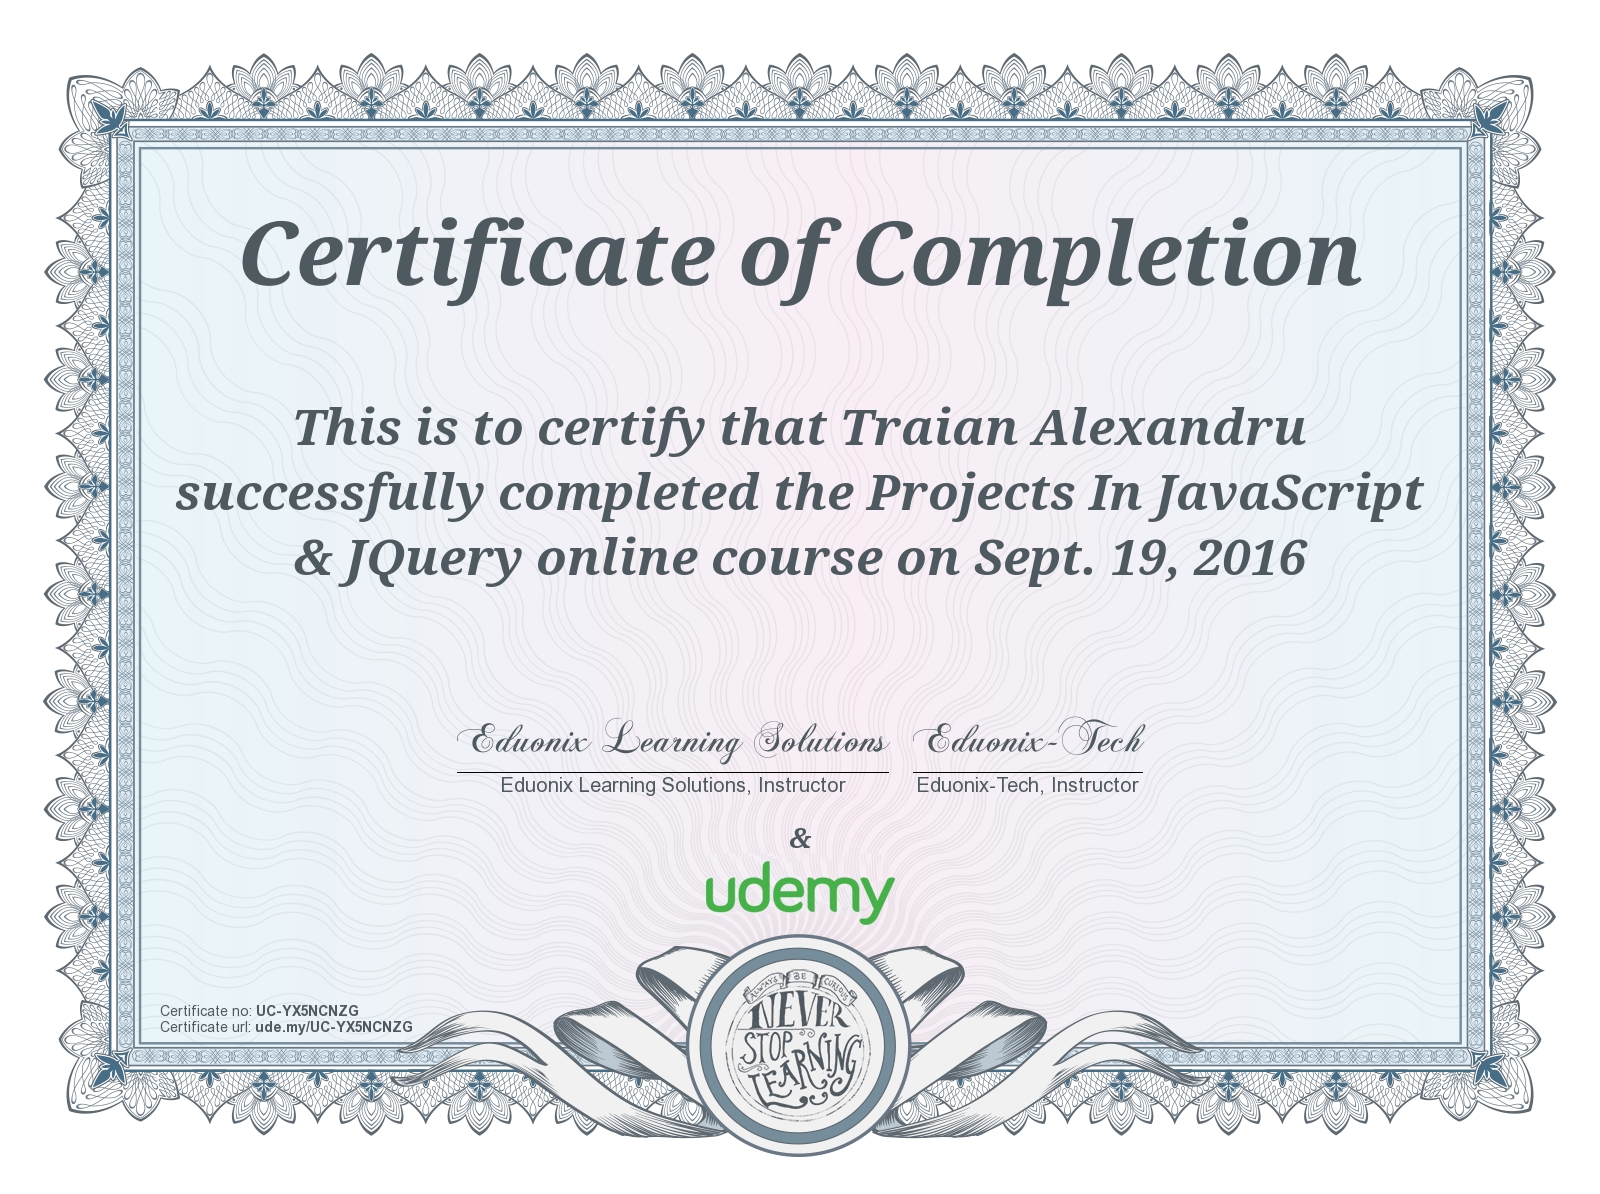 Certificate of Completion
This is to certify that Traian Alexandru
successfully completed the Projects In JavaScript
& JQuery online course on Sept. 19, 2016
Eduonix Learning Solutions
Eduonix-Tech
Eduonix Learning Solutions, Instructor
Eduonix-Tech, Instructor
&
udemy
ALWAYS BE CURIOUS
NEVER
STOP
LEARNING
Certificate no: UC-YX5NCNZG
Certificate url: ude.my/UC-YX5NCNZG